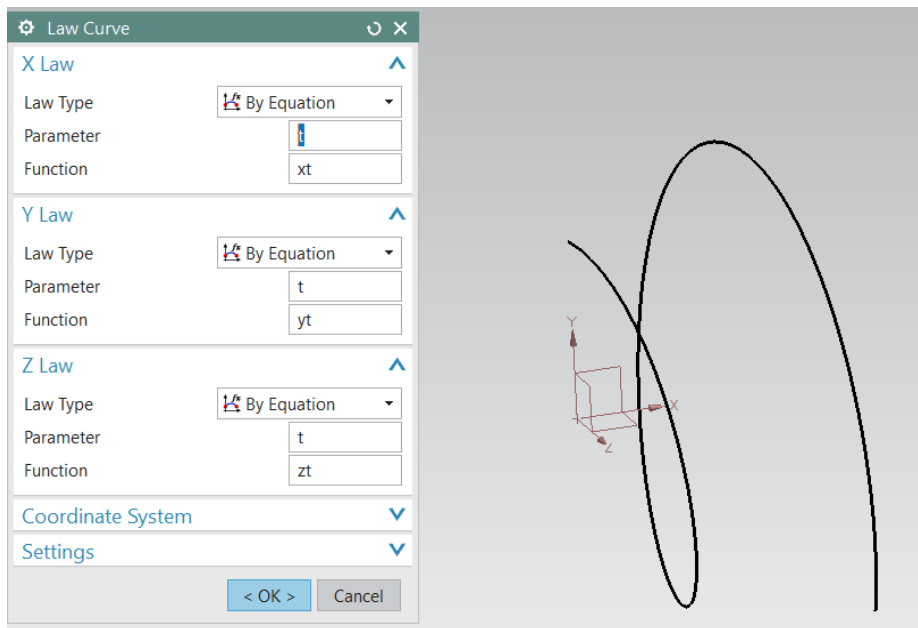 Law Curve
X Law
Law Type By Equation
Parameter t
Function xt
Y Law
Law Type By Equation
Parameter t
Function yt
Z Law
Law Type By Equation
Parameter t
Function zt
Coordinate System
Settings
< OK > Cancel
Y
X
Z